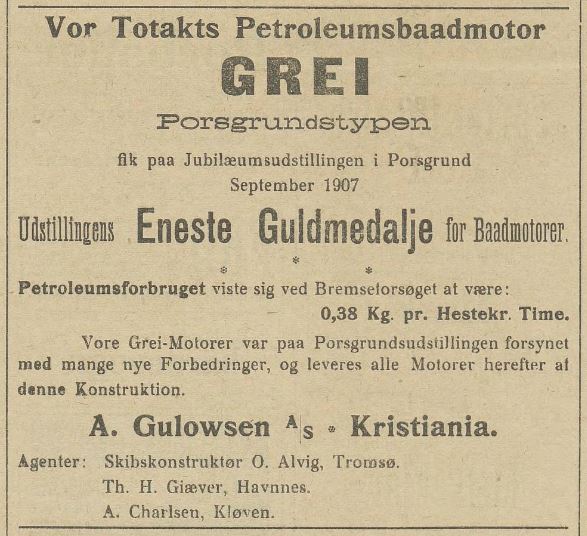 Vor Totakts Petroleumsbaadmotor
GREI
Porsgrundstypen
fik paa Jubilæumsudstillingen i Porsgrund
September 1907
Udstillingens Eneste Guldmedalje for Baadmotorer.
* * *
Petroleumsforbruget viste sig ved Bremseforsøget at være:
0,38 Kg. pr. Hestekr. Time.
Vore Grei-Motorer var paa Porsgrundsudstillingen forsynet
med mange nye Forbedringer, og leveres alle Motorer herefter af
denne Konstruktion.
A. Gulowsen A/s * Kristiania.
Agenter: Skibskonstruktør O. Alvig, Tromsø.
Th. H. Giæver, Havnnes.
A. Charlsen, Kløven.